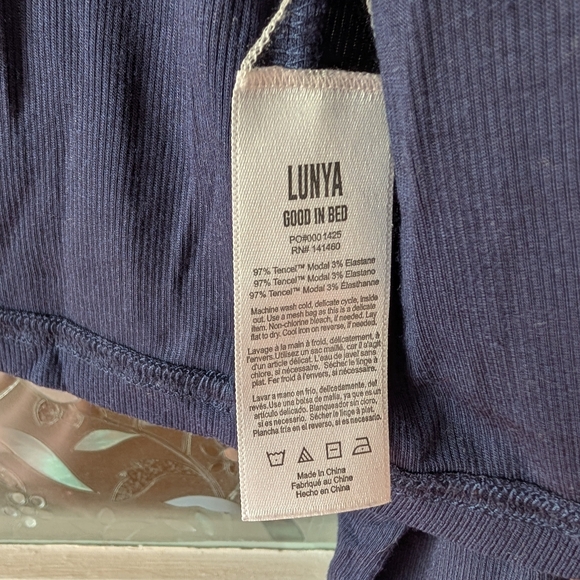 LUNYA
GOOD IN BED
PO#0001425
RN# 141460
97% Tencel™ Modal 3% Elastane
97% Tencel™ Modal 3% Elastano
97% Tencel™ Modal 3% Élasthanne
Machine wash cold, delicate cycle, inside
out. Use a mesh bag as this is a delicate
item. Non-chlorine bleach, if needed. Lay
flat to dry. Cool iron on reverse, if needed.
Lavage à la main à froid, délicatement, à
l'envers.Utilisez un sac maillé, car il s'agit
d'un article délicat. L'eau de javel sans
chlore, si nécessaire. Sécher le linge à
plat. Fer froid à l'envers, si nécessaire.
Lavar a mano en frío, delicadamente, del
revés.Use una bolsa de malla, ya que es un
artículo delicado. Blanqueador sin cloro,
si es necesario. Sécher le linge à plat.
Plancha fría en el reverso, si es necesario.
Made in China
Fabriqué au Chine
Hecho en China